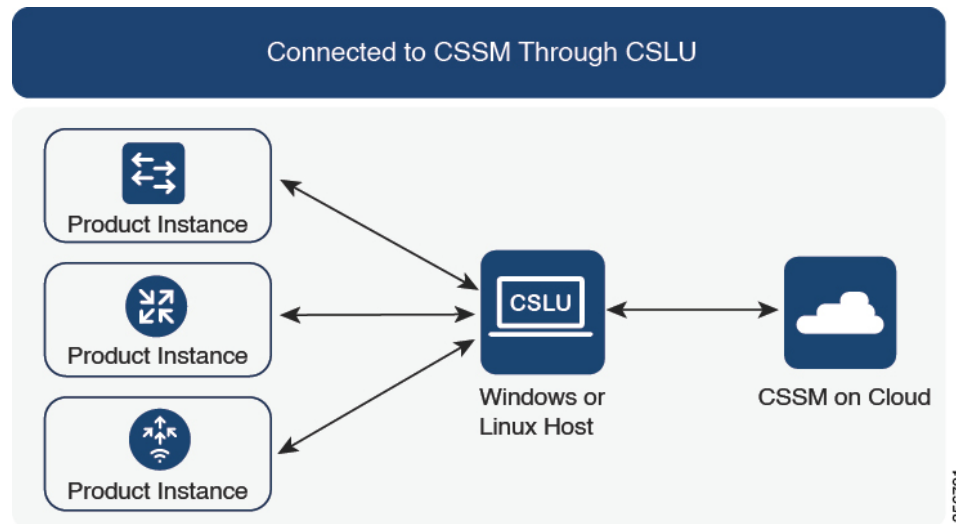 Connected to CSSM Through CSLU
Product Instance
Product Instance
Product Instance
CSLU
Windows or
Linux Host
CSSM on Cloud